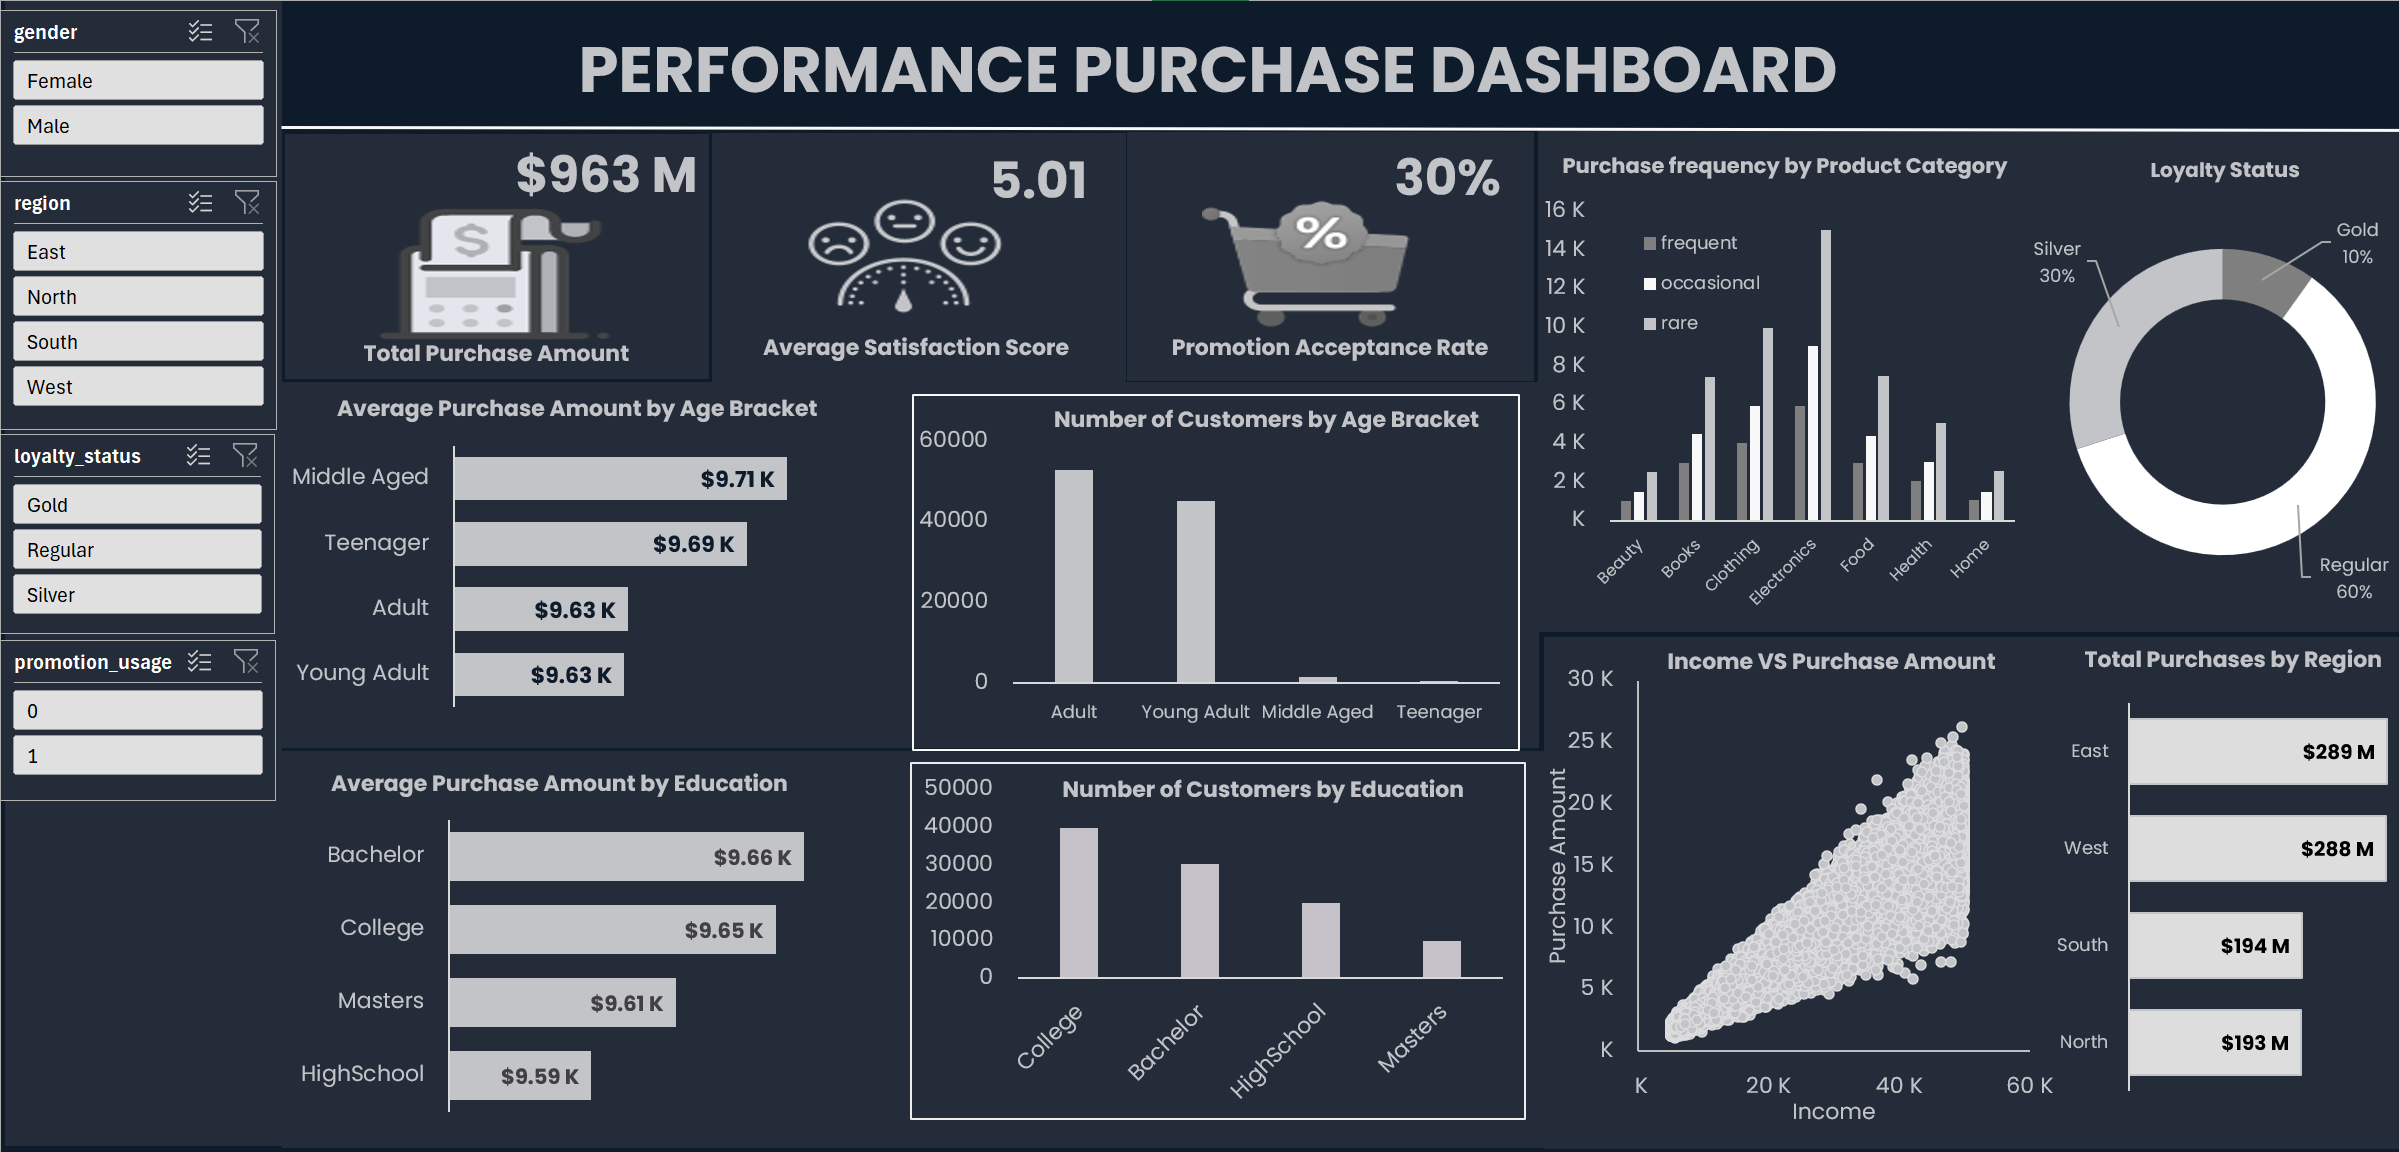 PERFORMANCE PURCHASE DASHBOARD
gender
Female
Male
region
East
North
South
West
loyalty_status
Gold
Regular
Silver
promotion_usage
0
1
$963 M
$
Total Purchase Amount
5.01
Average Satisfaction Score
30%
%
Promotion Acceptance Rate
Average Purchase Amount by Age Bracket
Middle Aged
$9.71 K
Teenager
$9.69 K
Adult
$9.63 K
Young Adult
$9.63 K
Number of Customers by Age Bracket
60000
40000
20000
0
Adult
Young Adult
Middle Aged
Teenager
Average Purchase Amount by Education
Bachelor
$9.66 K
College
$9.65 K
Masters
$9.61 K
HighSchool
$9.59 K
Number of Customers by Education
50000
40000
30000
20000
10000
0
College
Bachelor
HighSchool
Masters
Purchase frequency by Product Category
16 K
14 K
12 K
10 K
8 K
6 K
4 K
2 K
K
frequent
occasional
rare
Beauty
Books
Clothing
Electronics
Food
Health
Home
Loyalty Status
Gold
10%
Silver
30%
Regular
60%
Income VS Purchase Amount
30 K
25 K
20 K
15 K
10 K
5 K
K
Purchase Amount
K
20 K
40 K
60 K
Income
Total Purchases by Region
East
$289 M
West
$288 M
South
$194 M
North
$193 M